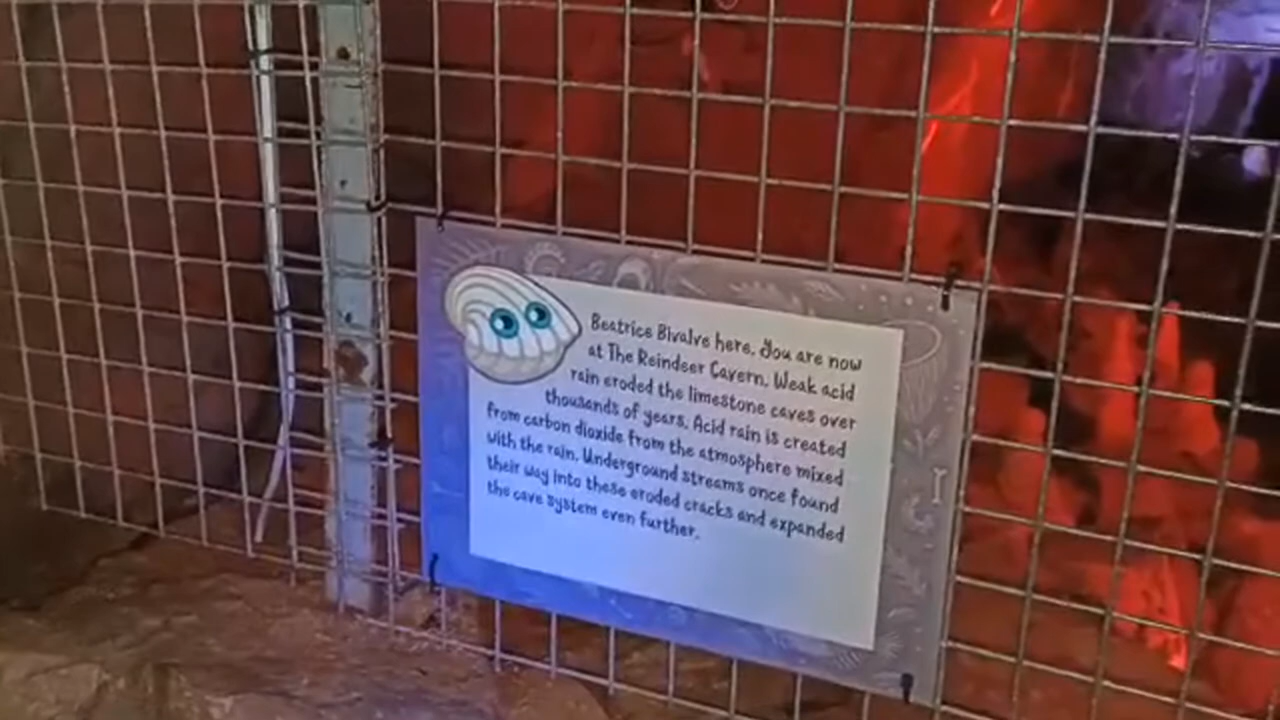 Beatrice Bivalve here. You are now
at The Reindeer Cavern. Weak acid
rain eroded the limestone caves over
thousands of years. Acid rain is created
from carbon dioxide from the atmosphere mixed
with the rain. Underground streams once found
their way into these eroded cracks and expanded
the cave system even further.